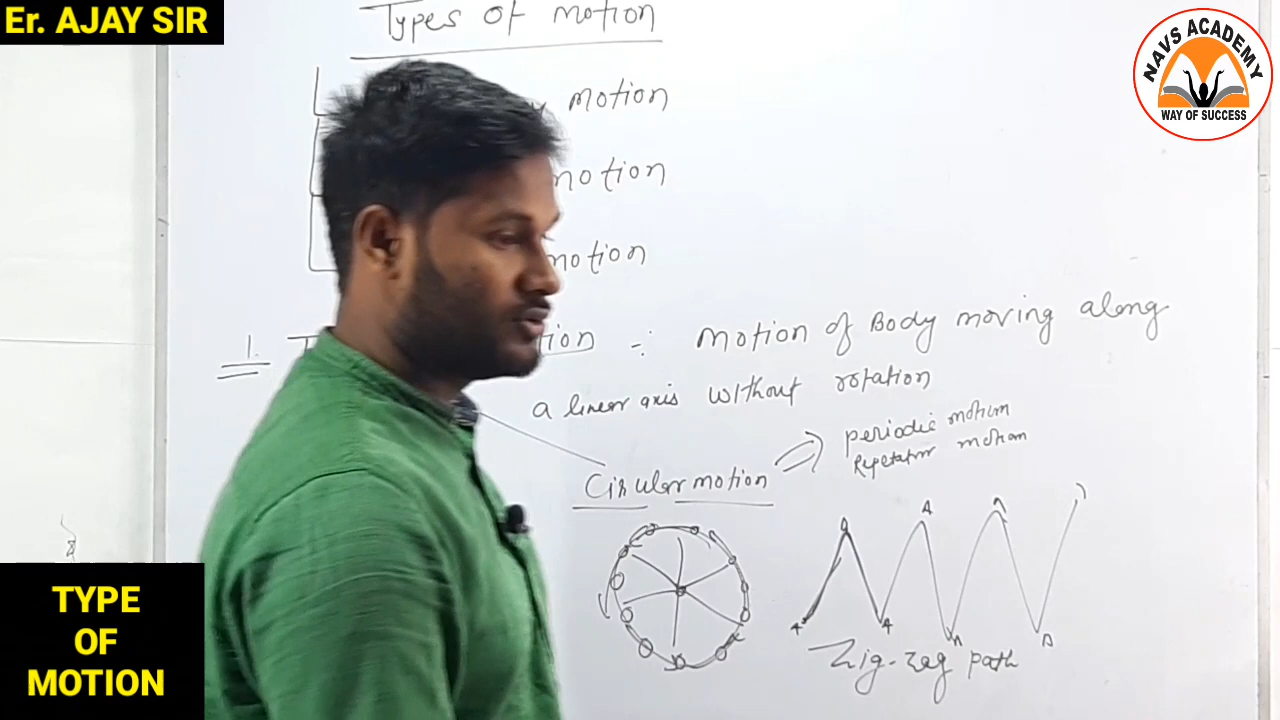 Er. AJAY SIR
NAVS ACADEMY
WAY OF SUCCESS
Types of motion
motion
motion
motion
1. tion :- Motion of Body moving along
a linear axis without rotation
Circular motion
periodic motion
motion
A
A
Zig-Zag path
TYPE
OF
MOTION